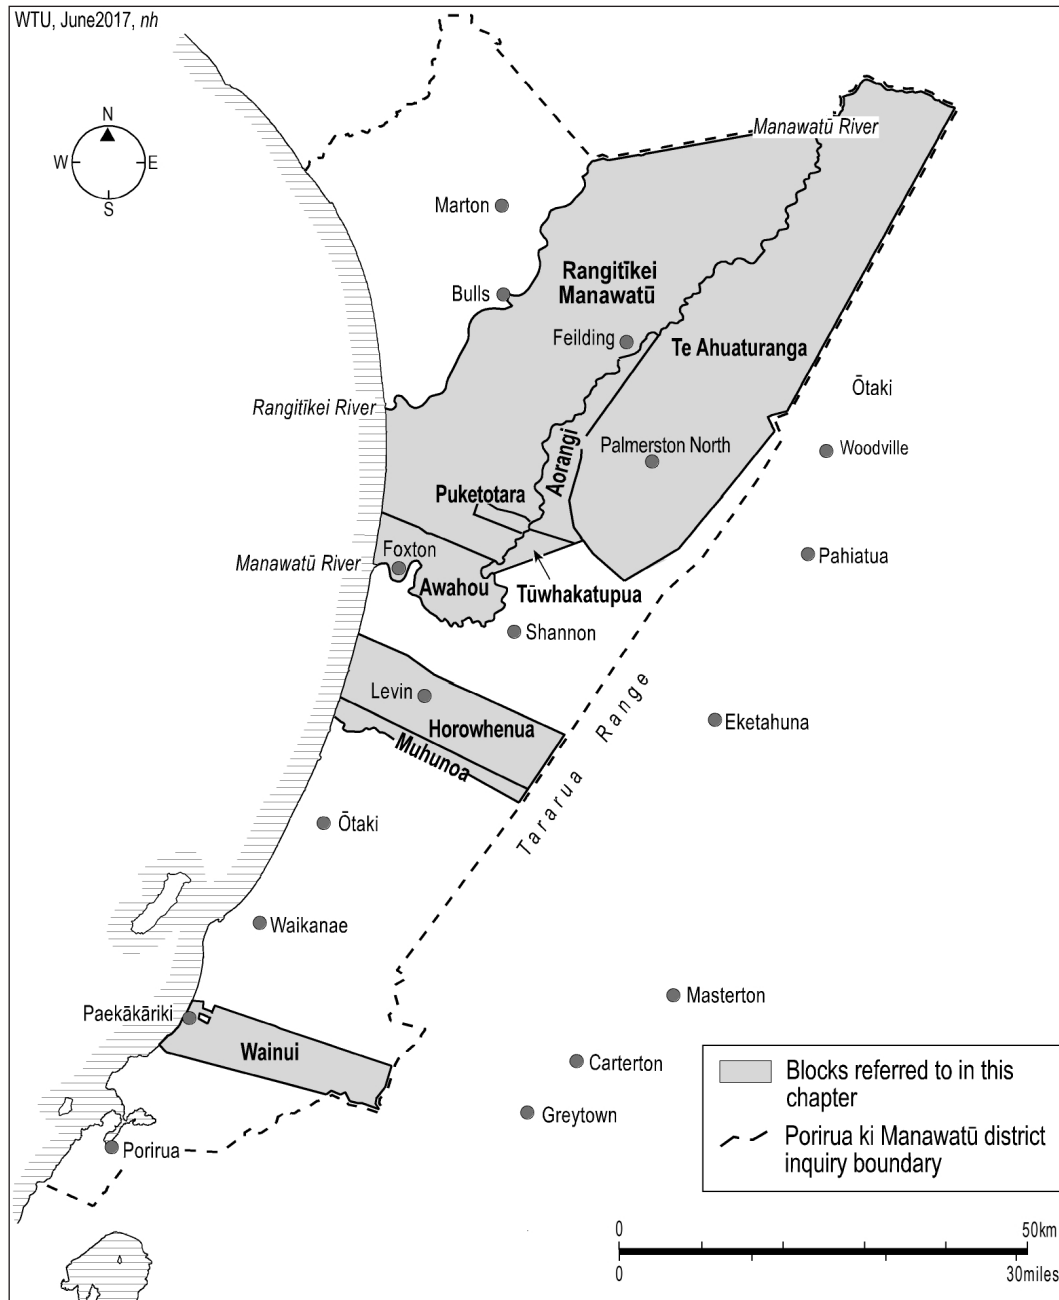 WTU, June2017, nh
N
W
E
S
Manawatū River
Marton
Rangitīkei
Manawatū
Bulls
Feilding
Te Ahuaturanga
Ōtaki
Rangitīkei River
Palmerston North
Woodville
Aorangi
Puketotara
Foxton
Manawatū River
Pahiatua
Awahou
Tūwhakatupua
Shannon
Levin
Horowhenua
Muhunoa
Eketahuna
Tararua Range
Ōtaki
Waikanae
Masterton
Paekākāriki
Wainui
Carterton
Greytown
Porirua
Blocks referred to in this
chapter
Porirua ki Manawatū district
inquiry boundary
0
50km
0
30miles